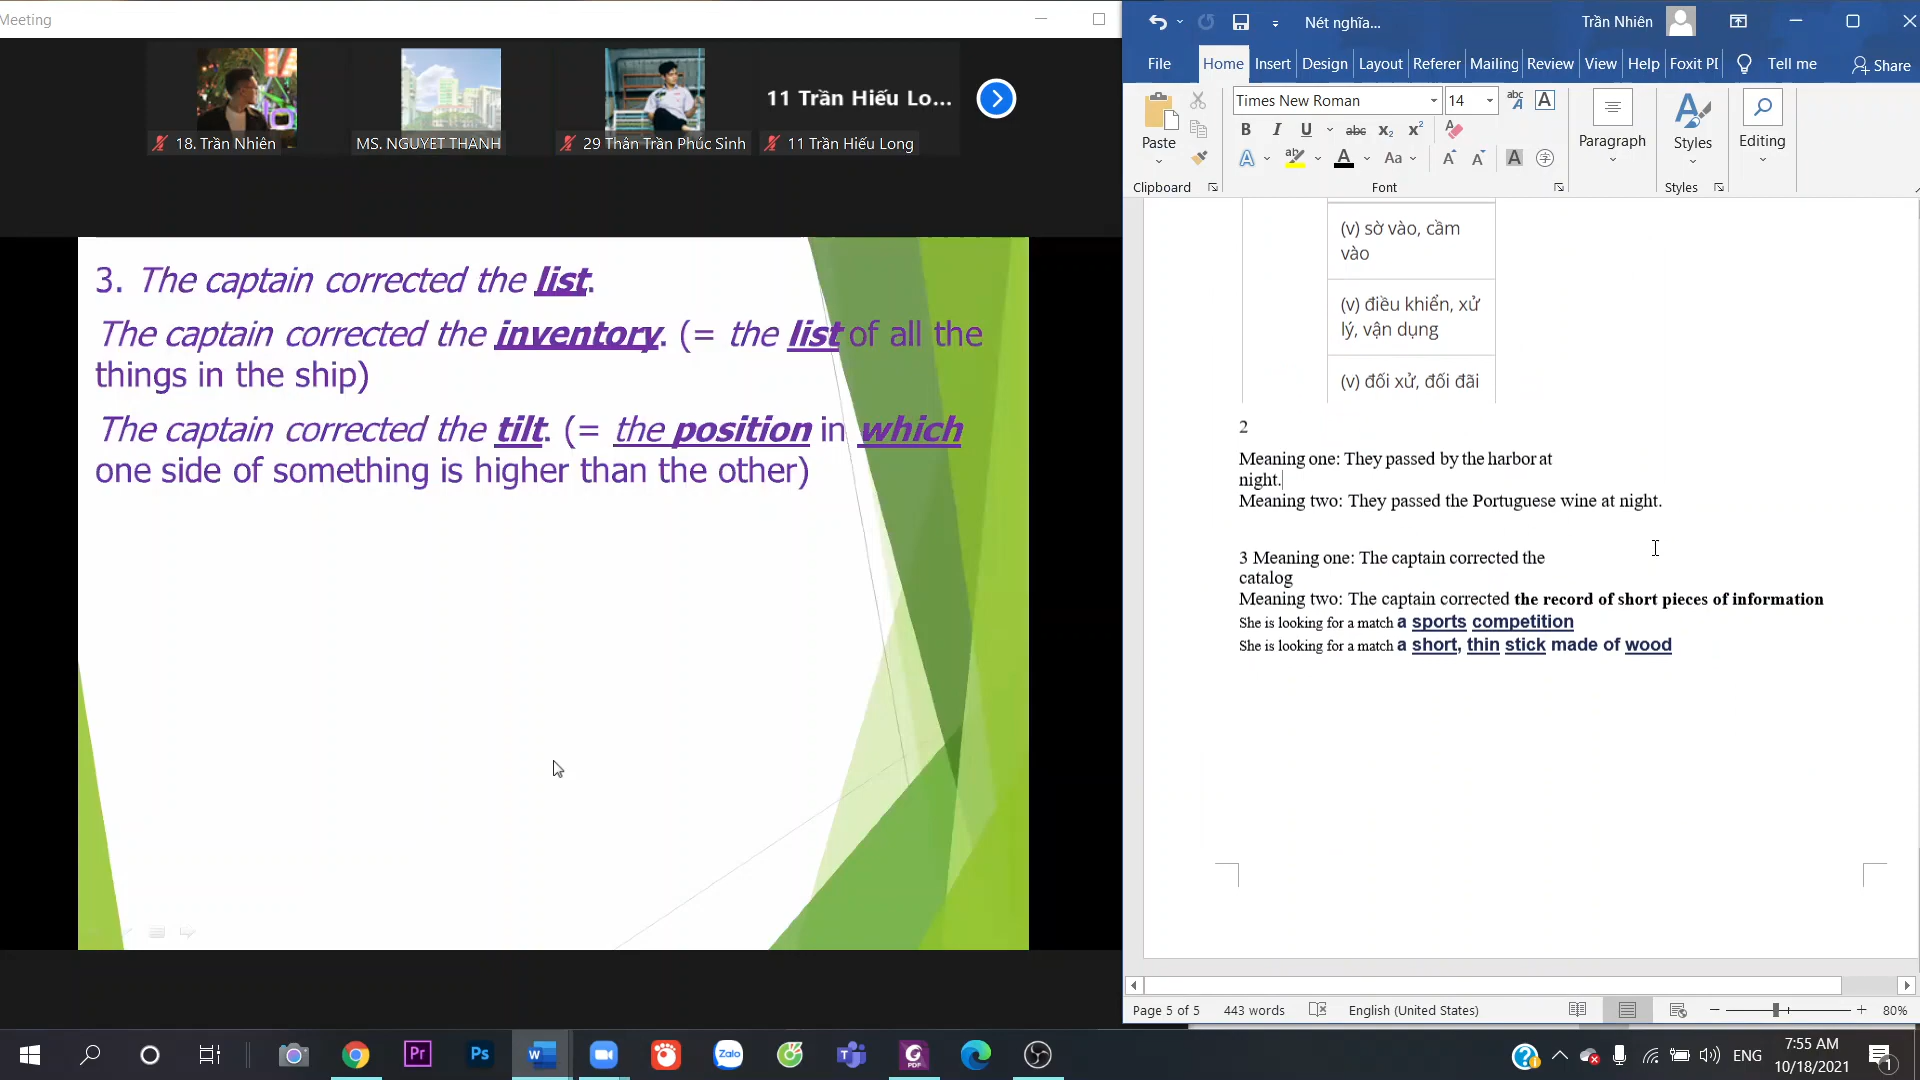 Meeting
18. Trần Nhiên
MS. NGUYET THANH
29 Thân Trần Phúc Sinh
11 Trần Hiếu Lo...
11 Trần Hiếu Long
3. The captain corrected the list.
The captain corrected the inventory. (= the list of all the
things in the ship)
The captain corrected the tilt. (= the position in which
one side of something is higher than the other)
Nét nghĩa...
Trần Nhiên
File Home Insert Design Layout Referer Mailing Review View Help Foxit PD Tell me Share
Paste
Clipboard
Times New Roman 14
Font
Paragraph
Styles
Styles
Editing
(v) sờ vào, cầm
vào
(v) điều khiển, xử
lý, vận dụng
(v) đối xử, đối đãi
2
Meaning one: They passed by the harbor at
night.
Meaning two: They passed the Portuguese wine at night.
3 Meaning one: The captain corrected the
catalog
Meaning two: The captain corrected the record of short pieces of information
She is looking for a match a sports competition
She is looking for a match a short, thin stick made of wood
Page 5 of 5 443 words English (United States) 80%
Pr Ps Zalo PDF
ENG
7:55 AM
10/18/2021
1